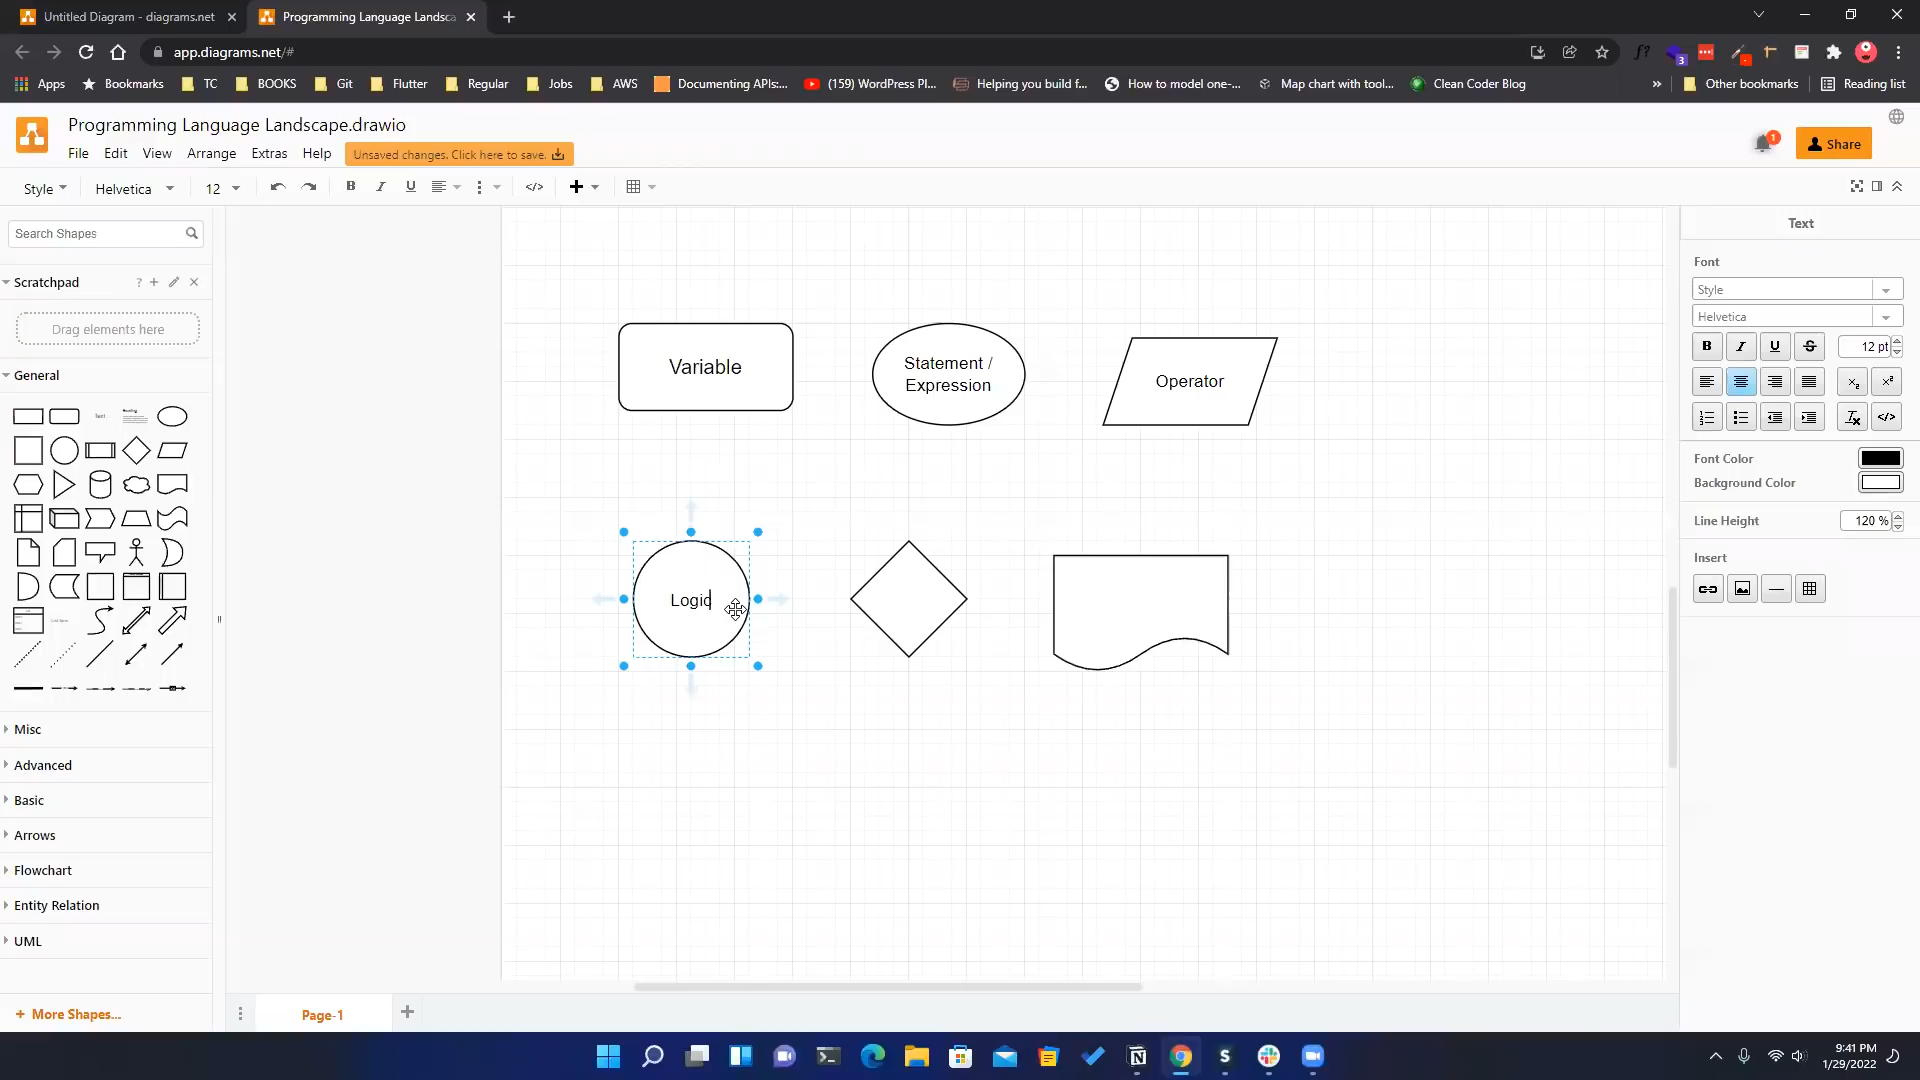 Untitled Diagram - diagrams.net
Programming Language Landsca
app.diagrams.net/#
f?
3
Apps
Bookmarks
TC
BOOKS
Git
Flutter
Regular
Jobs
AWS
Documenting APIs:...
(159) WordPress Pl...
Helping you build f...
How to model one-...
Map chart with tool...
Clean Coder Blog
Other bookmarks
Reading list
Programming Language Landscape.drawio
File
Edit
View
Arrange
Extras
Help
Unsaved changes. Click here to save.
1
Share
Style
Helvetica
12
B
I
U
</>
Search Shapes
Scratchpad
?
Drag elements here
General
Text
Heading
Misc
Advanced
Basic
Arrows
Flowchart
Entity Relation
UML
+ More Shapes...
Variable
Statement /
Expression
Operator
Logic
Page-1
Text
Font
Style
Helvetica
B
I
U
S
12 pt
Font Color
Background Color
Line Height
120 %
Insert
9:41 PM
1/29/2022